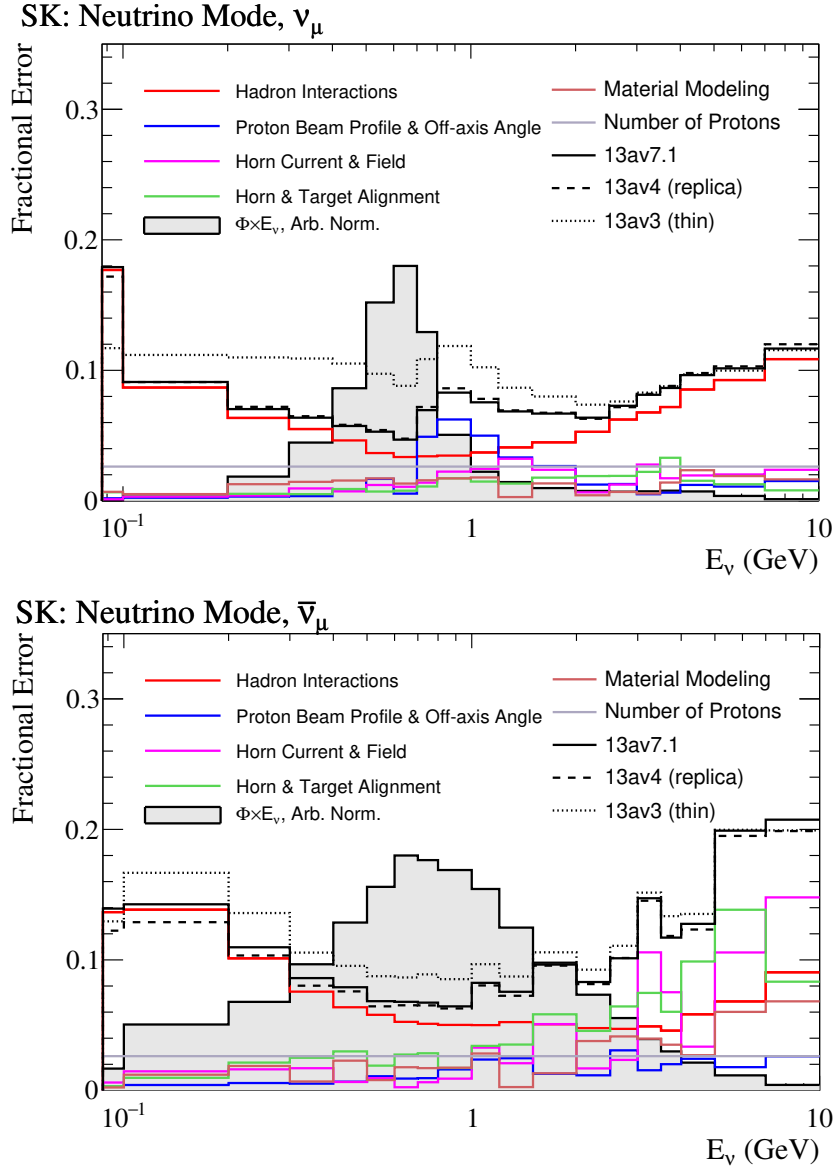 SK: Neutrino Mode, νμ
Fractional Error
0.3
0.2
0.1
0
Hadron Interactions
Proton Beam Profile & Off-axis Angle
Horn Current & Field
Horn & Target Alignment
Φ×Eν, Arb. Norm.
Material Modeling
Number of Protons
13av7.1
13av4 (replica)
13av3 (thin)
10⁻¹ 1 10
Eν (GeV)
SK: Neutrino Mode, ν̅μ
Fractional Error
0.3
0.2
0.1
0
Hadron Interactions
Proton Beam Profile & Off-axis Angle
Horn Current & Field
Horn & Target Alignment
Φ×Eν, Arb. Norm.
Material Modeling
Number of Protons
13av7.1
13av4 (replica)
13av3 (thin)
10⁻¹ 1 10
Eν (GeV)